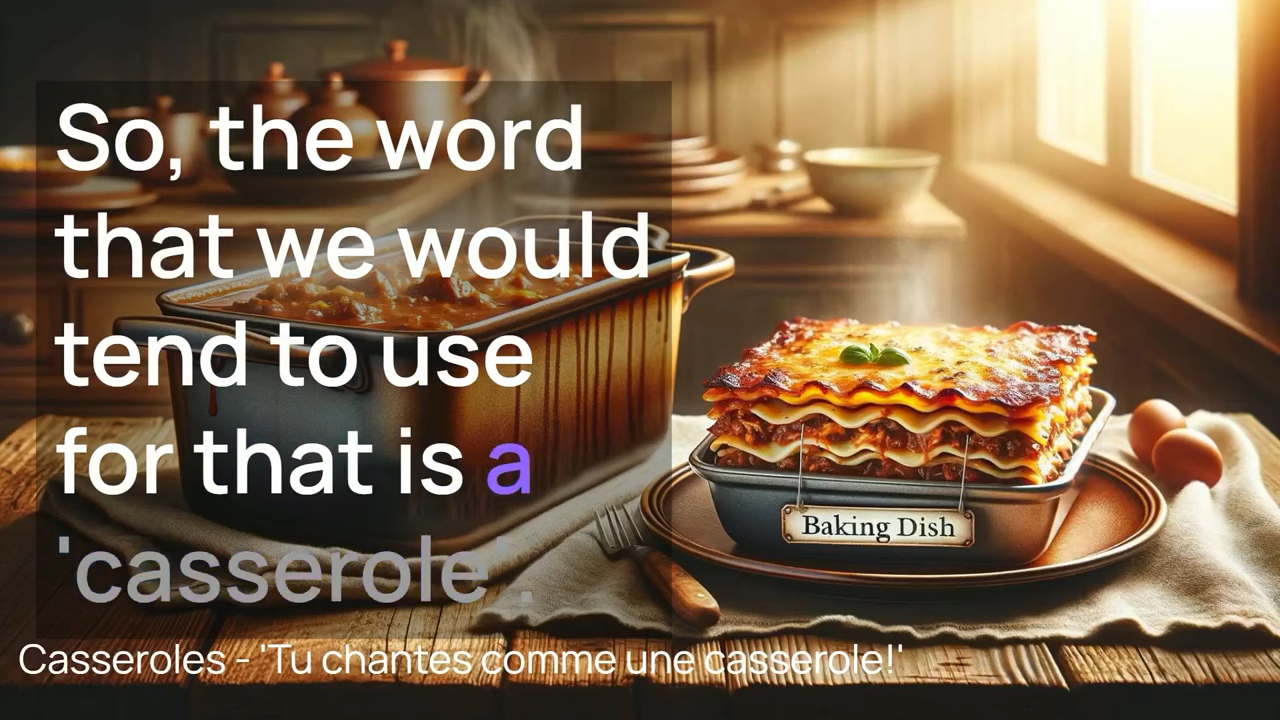 So, the word
that we would
tend to use
for that is a
'casserole'.
Baking Dish
Casseroles - 'Tu chantes comme une casserole!'